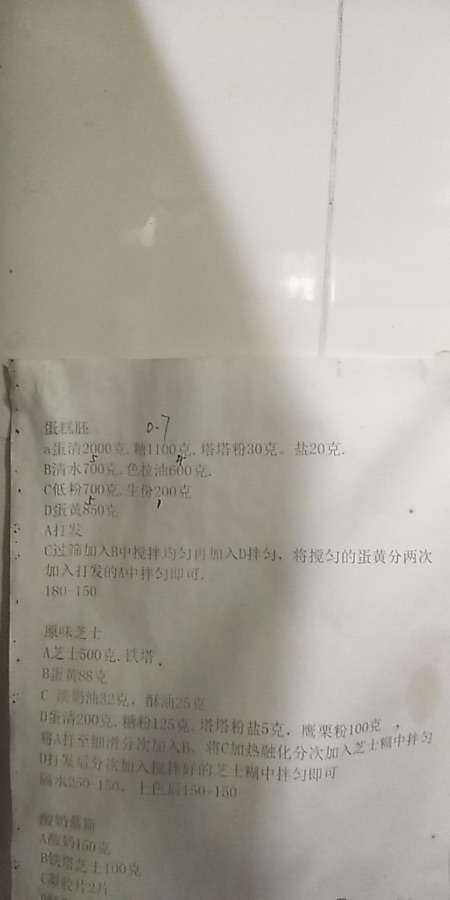 蛋糕胚
0.7
a蛋清2000克.糖1100克.塔塔粉30克。盐20克.
B清水700克.色拉油600克.
5
C低粉700克.生份200克
5
1
D蛋黄850克
A打发
C过筛加入B中搅拌均匀再加入D拌匀，将搅匀的蛋黄分两次
加入打发的A中拌匀即可.
180-150
原味芝士
A芝士500克.铁塔.
B蛋黄88克
C 淡奶油32克，酥油25克
D蛋清200克.糖粉125克.塔塔粉盐5克，鹰粟粉100克，
将A打至细滑分次加入B，将C加热融化分次加入芝士糊中拌匀
D打发后分次加入搅拌好的芝士糊中拌匀即可
隔水250-150，上色后150-150
酸奶慕斯
A酸奶150克
B铁塔芝士100克
C凝胶片2片